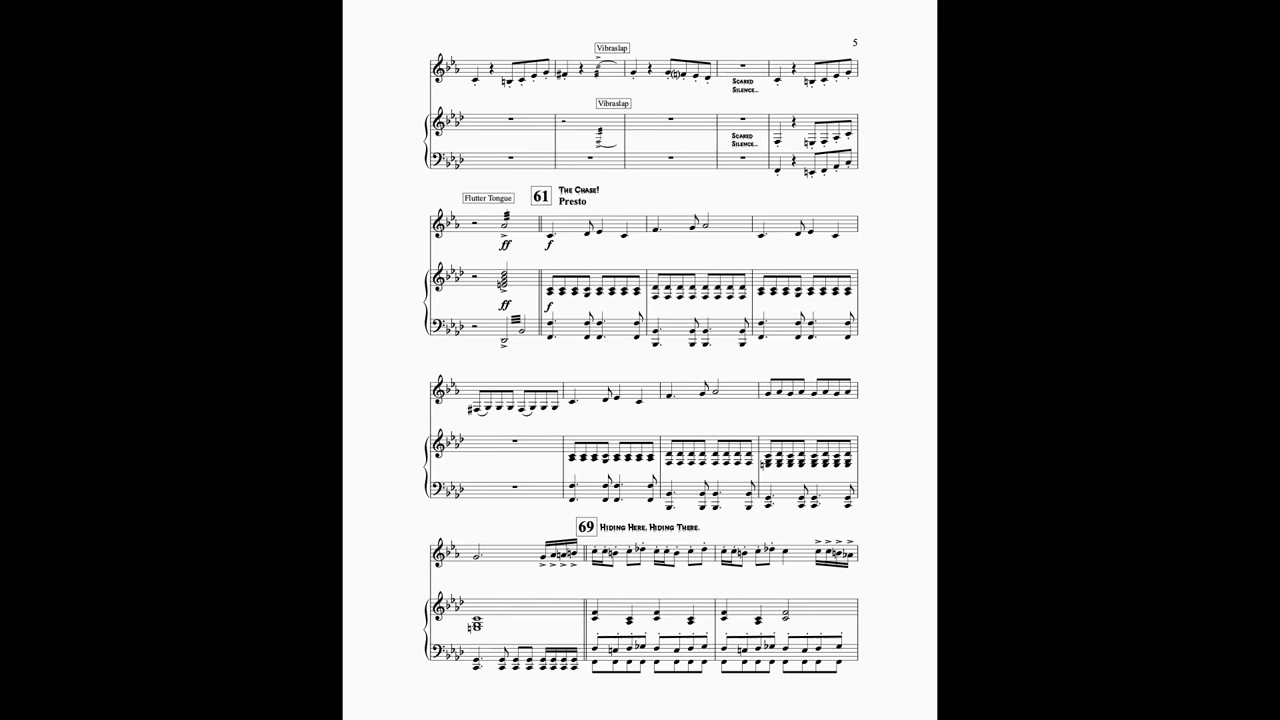 5
Vibraslap
Vibraslap
Scared
Silence...
Scared
Silence...
Flutter Tongue
61
The Chase!
Presto
ff
f
ff
f
69
Hiding Here, Hiding There.